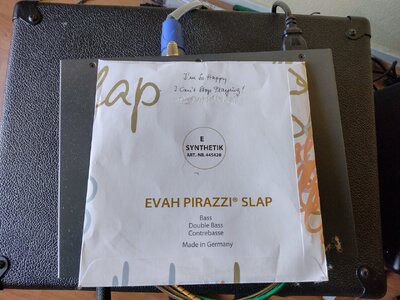 slap
I'm So Happy
I Can't Stop Slapping!
E
SYNTHETIK
ART.-NR. 445428
EVAH PIRAZZI® SLAP
Bass
Double Bass
Contrebasse
Made in Germany